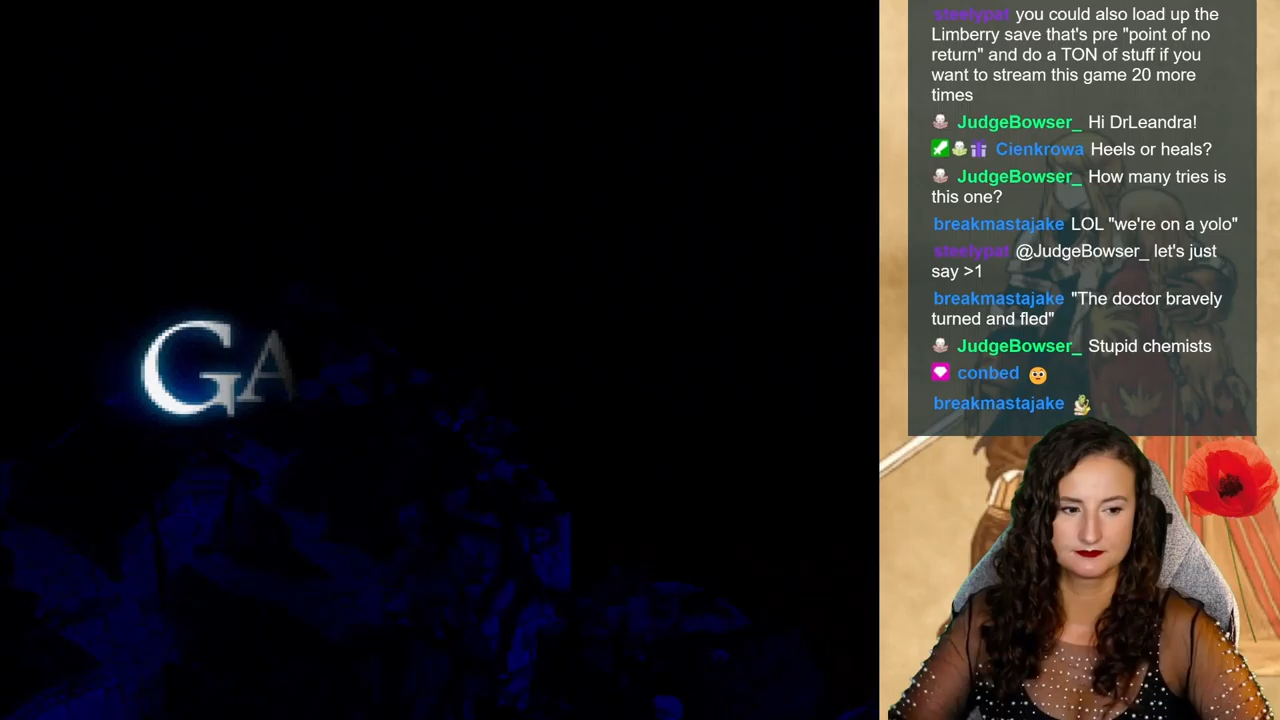 steelypat you could also load up the
Limberry save that's pre "point of no
return" and do a TON of stuff if you
want to stream this game 20 more
times
JudgeBowser_ Hi DrLeandra!
Cienkrowa Heels or heals?
JudgeBowser_ How many tries is
this one?
breakmastajake LOL "we're on a yolo"
steelypat @JudgeBowser_ let's just
say >1
breakmastajake "The doctor bravely
turned and fled"
JudgeBowser_ Stupid chemists
conbed
breakmastajake
GA